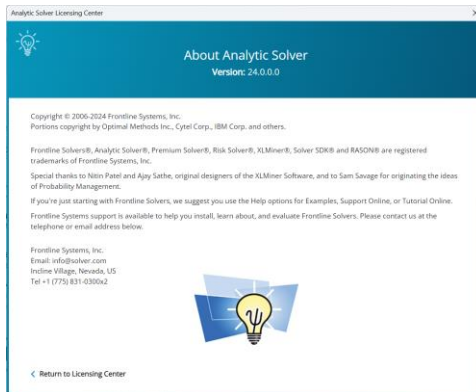 Analytic Solver Licensing Center
About Analytic Solver
Version: 24.0.0.0
Copyright © 2006-2024 Frontline Systems, Inc.
Portions copyright by Optimal Methods Inc., Cytel Corp., IBM Corp. and others.
Frontline Solvers®, Analytic Solver®, Premium Solver®, Risk Solver®, XLMiner®, Solver SDK® and RASON® are registered
trademarks of Frontline Systems, Inc.
Special thanks to Nitin Patel and Ajay Sathe, original designers of the XLMiner Software, and to Sam Savage for originating the ideas
of Probability Management.
If you're just starting with Frontline Solvers, we suggest you use the Help options for Examples, Support Online, or Tutorial Online.
Frontline Systems support is available to help you install, learn about, and evaluate Frontline Solvers. Please contact us at the
telephone or email address below.
Frontline Systems, Inc.
Email: info@solver.com
Incline Village, Nevada, US
Tel +1 (775) 831-0300x2
Ψ
< Return to Licensing Center